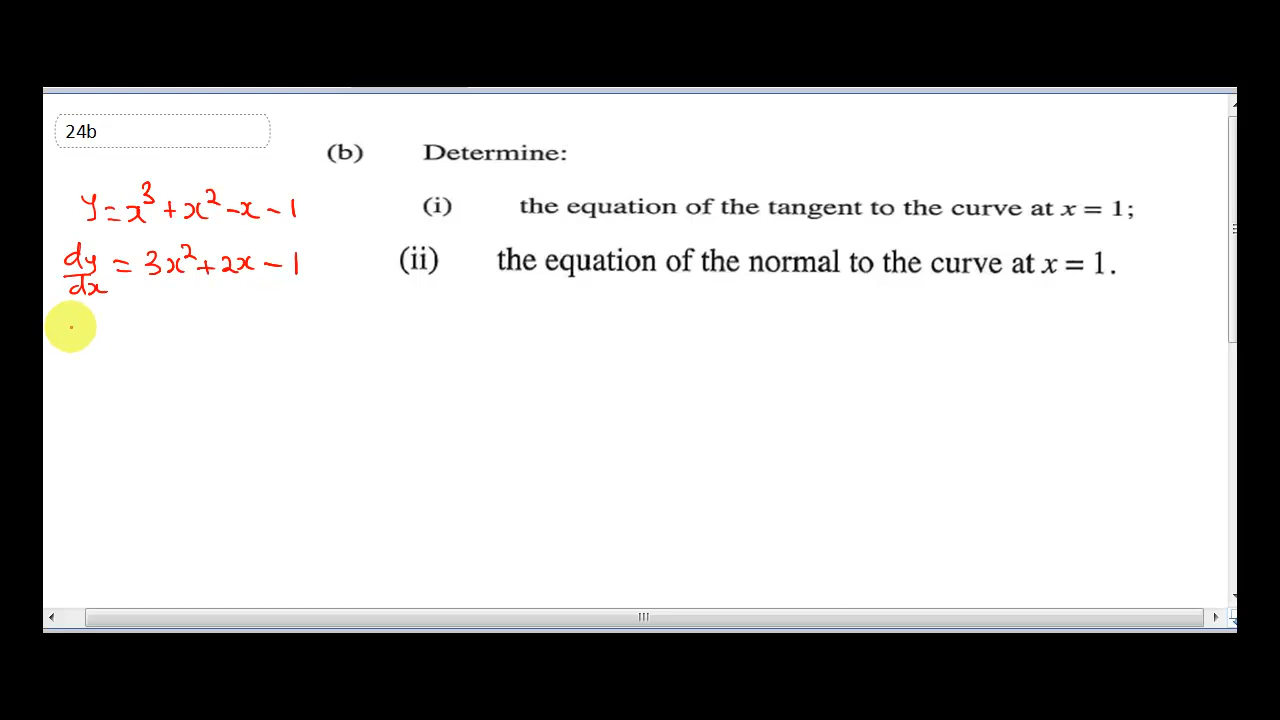 24b
(b) Determine:
y = x³ + x² - x - 1
(i) the equation of the tangent to the curve at x = 1;
dy/dx = 3x² + 2x - 1
(ii) the equation of the normal to the curve at x = 1.